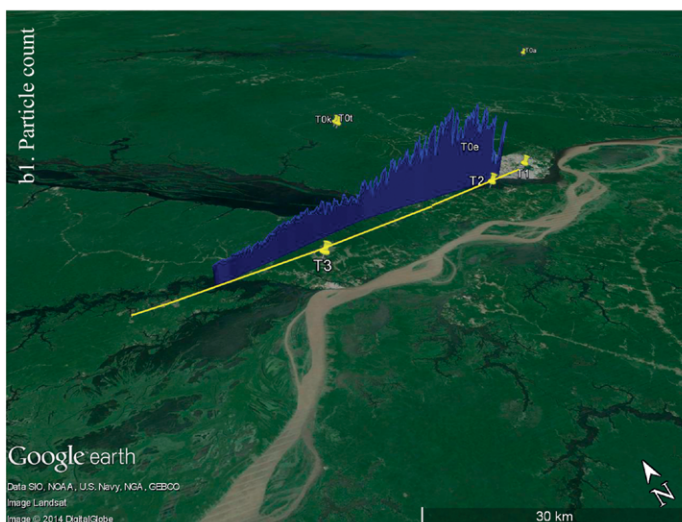 b1. Particle count
T0a
T0k T0t
T0e
T1
T2
T3
Google earth
Data SIO, NOAA, U.S. Navy, NGA, GEBCO
Image Landsat
Image © 2014 DigitalGlobe
N
30 km